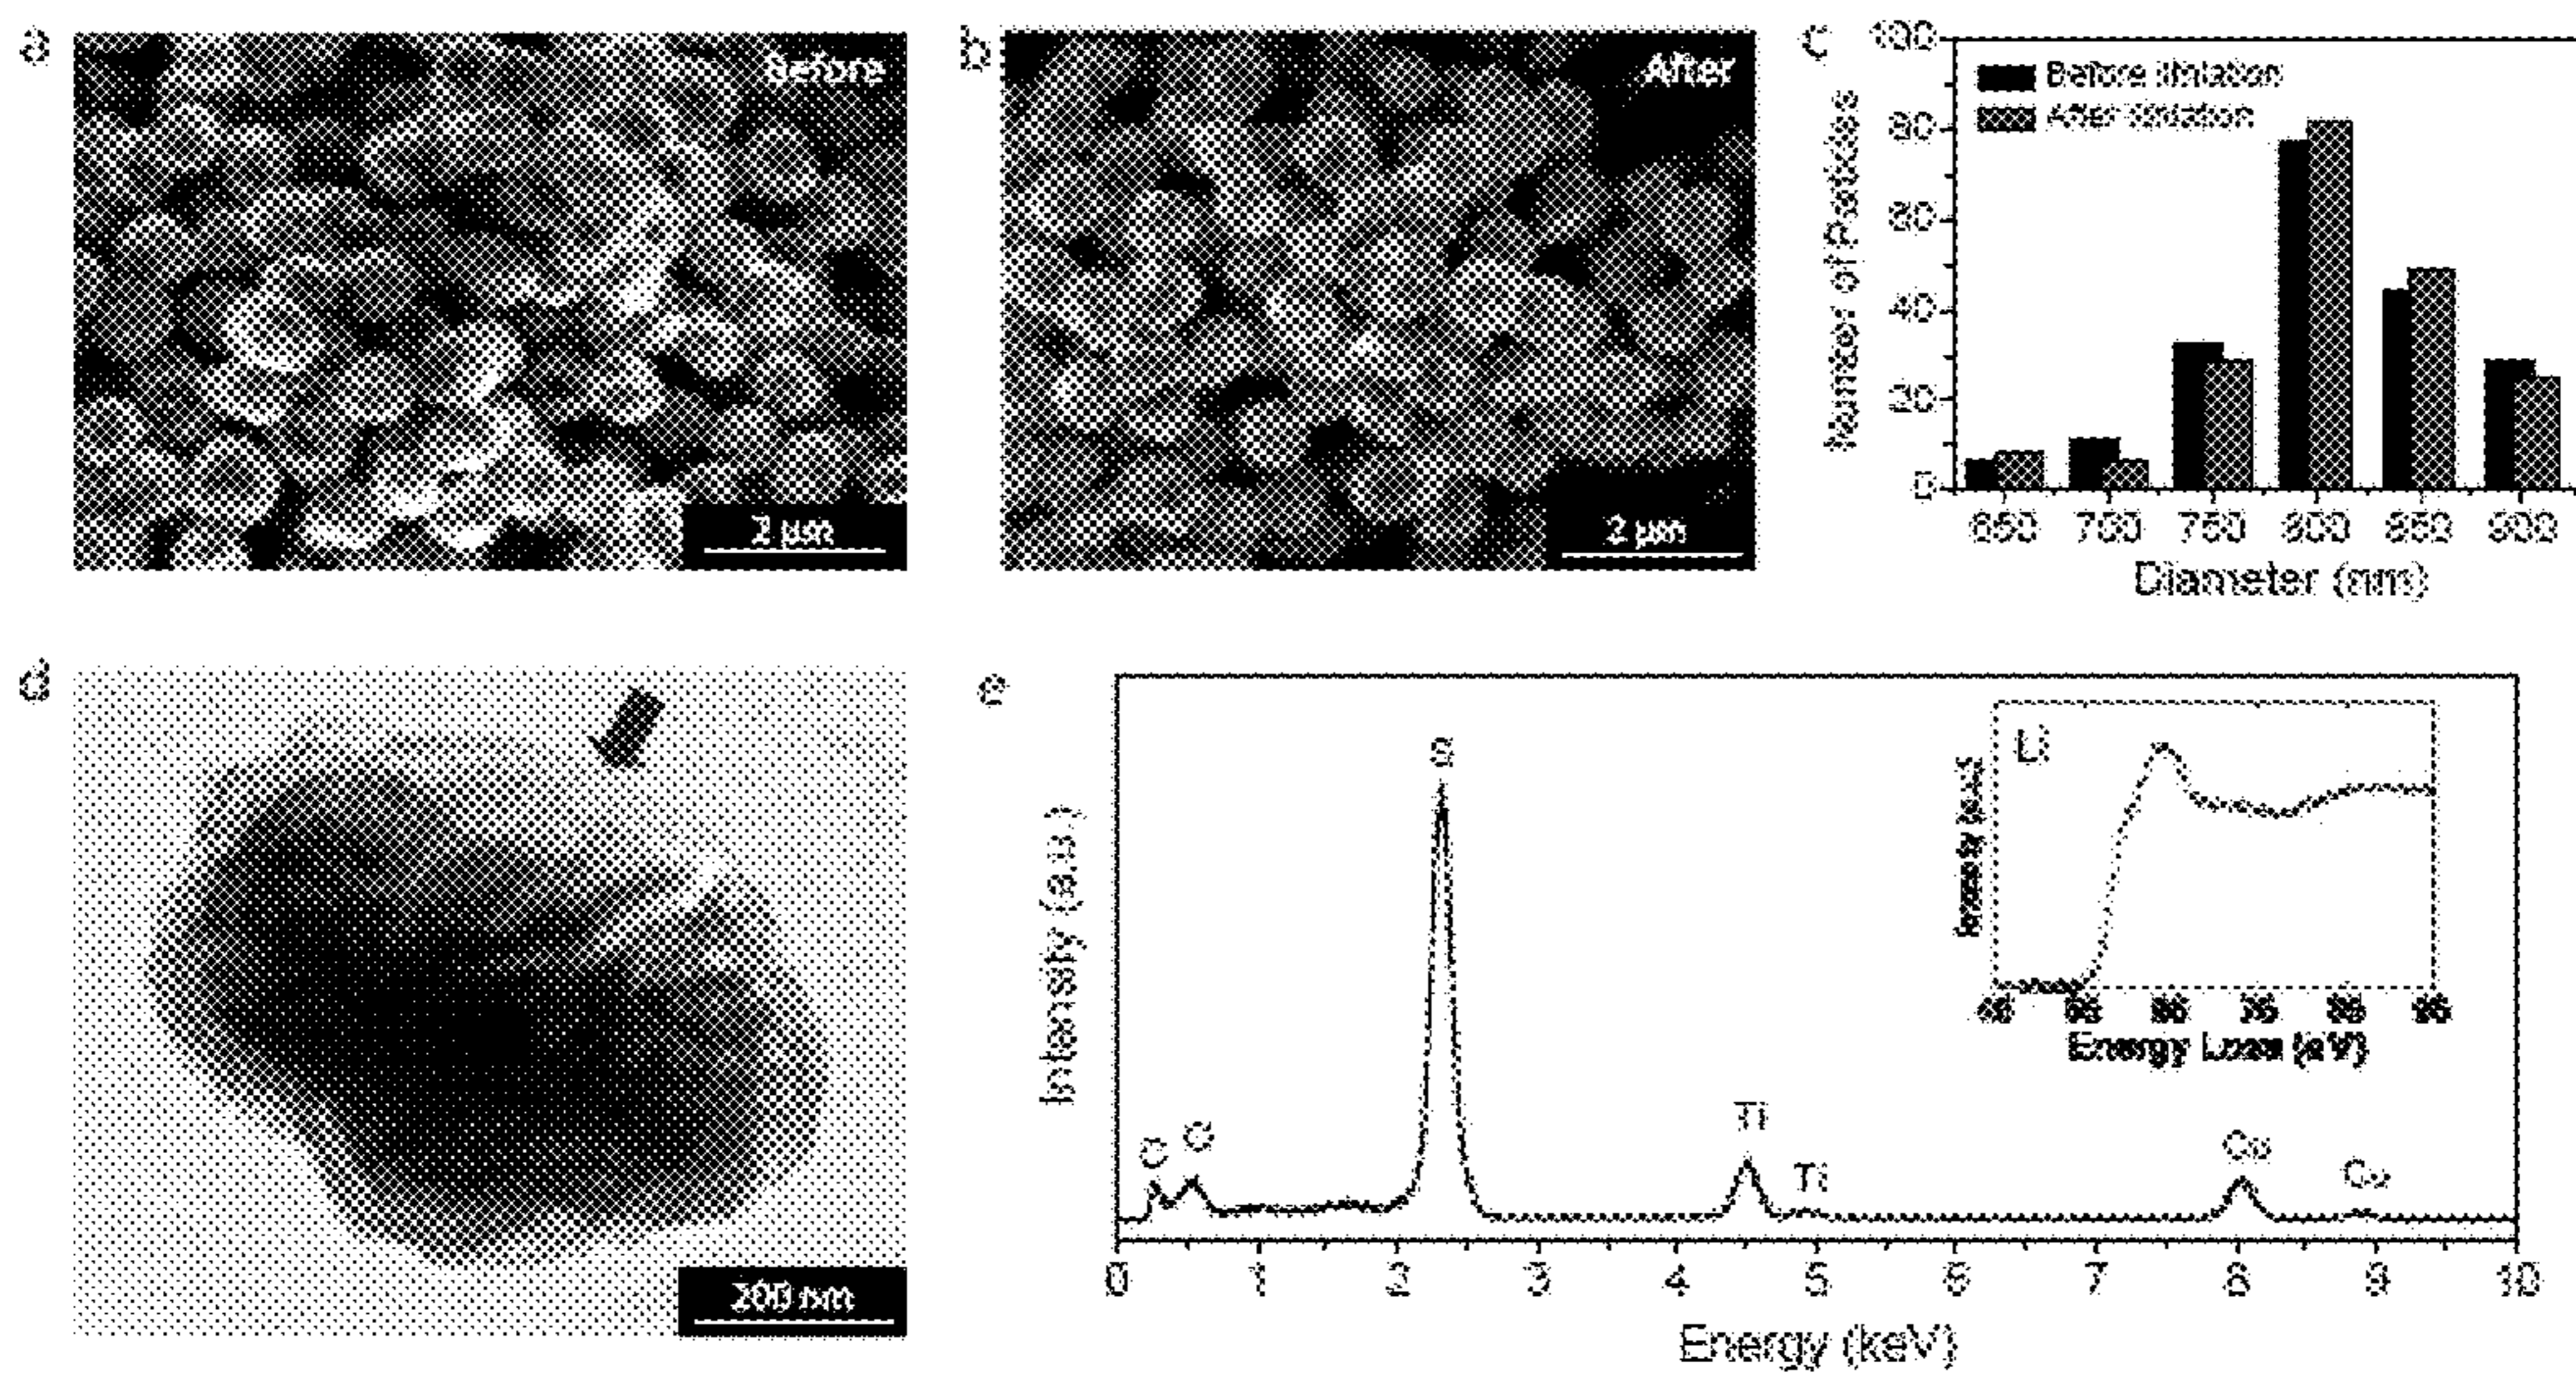 a
Before
2 µm
b
After
2 µm
c
Number of Particles
100
80
60
40
20
0
Before lithiation
After lithiation
650 700 750 800 850 900
Diameter (nm)
d
200 nm
e
Intensity (a.u.)
C O S Ti Ti Cu Cu
0 1 2 3 4 5 6 7 8 9 10
Energy (keV)
Li
Intensity (a.u.)
Energy Loss (eV)